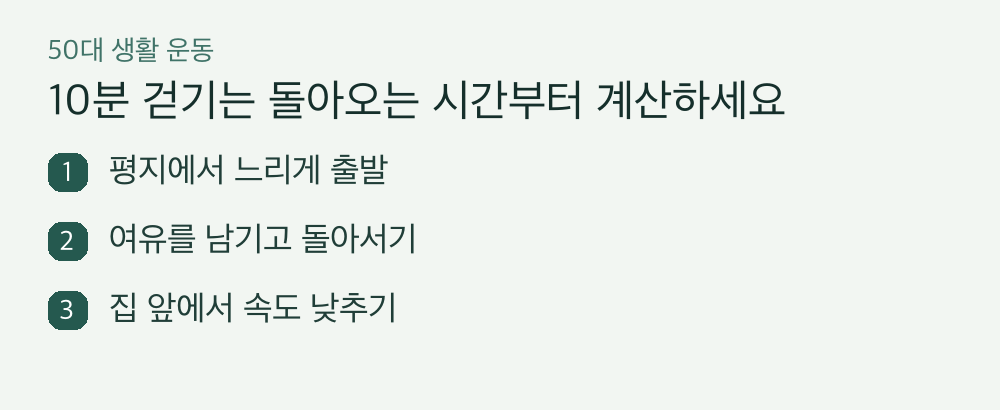 50대 생활 운동
10분 걷기는 돌아오는 시간부터 계산하세요
1 평지에서 느리게 출발
2 여유를 남기고 돌아서기
3 집 앞에서 속도 낮추기